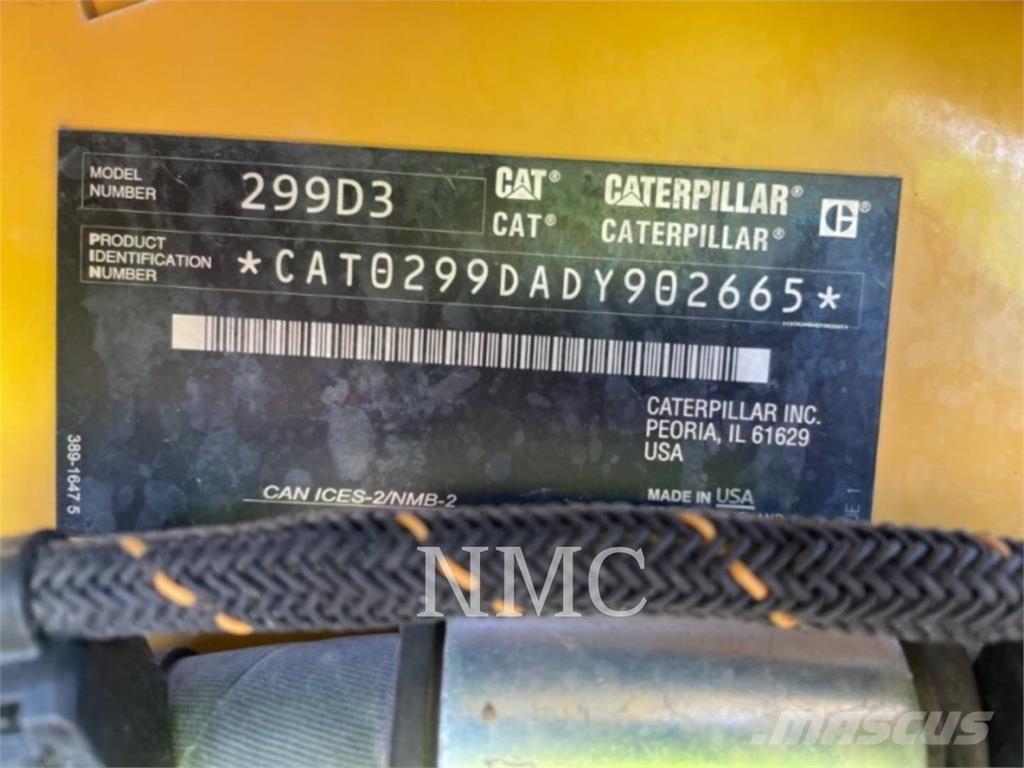 MODEL
NUMBER
299D3
CAT® CATERPILLAR®
CAT® CATERPILLAR®
PRODUCT
IDENTIFICATION
NUMBER
*CAT0299DADY902665*
CATERPILLAR INC.
PEORIA, IL 61629
USA
389-1647 5
CAN ICES-2/NMB-2
MADE IN USA
NMC
MASCUS